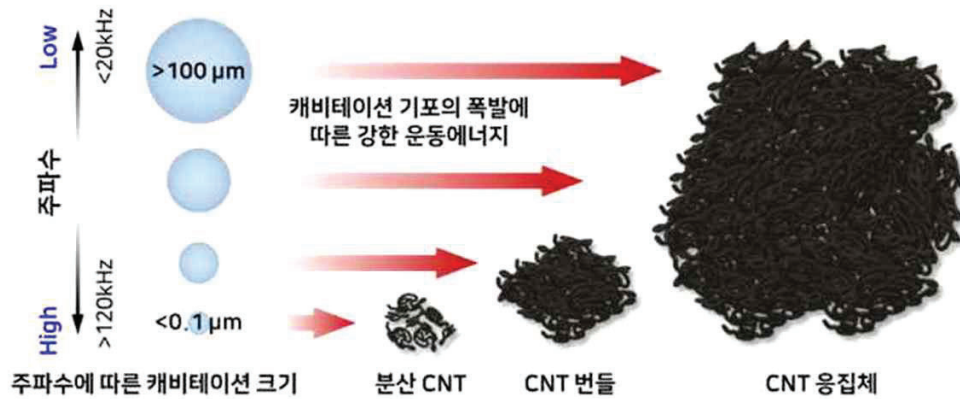 Low
<20kHz
>100 μm
캐비테이션 기포의 폭발에
따른 강한 운동에너지
주파수
High
>120kHz
<0.1 μm
주파수에 따른 캐비테이션 크기
분산 CNT
CNT 번들
CNT 응집체